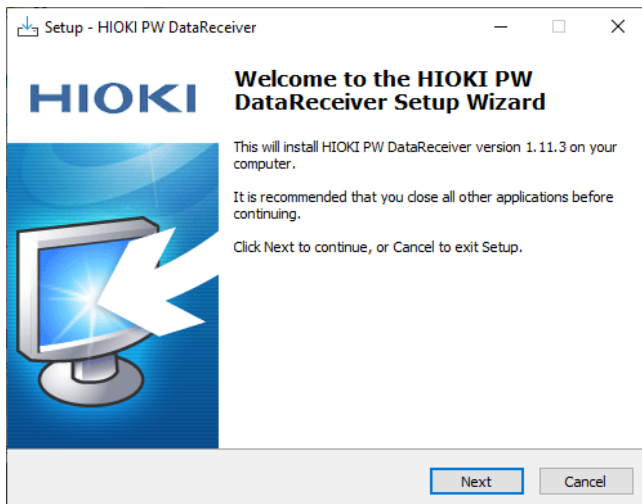 Setup - HIOKI PW DataReceiver
HIOKI
Welcome to the HIOKI PW
DataReceiver Setup Wizard
This will install HIOKI PW DataReceiver version 1.11.3 on your
computer.
It is recommended that you close all other applications before
continuing.
Click Next to continue, or Cancel to exit Setup.
Next
Cancel